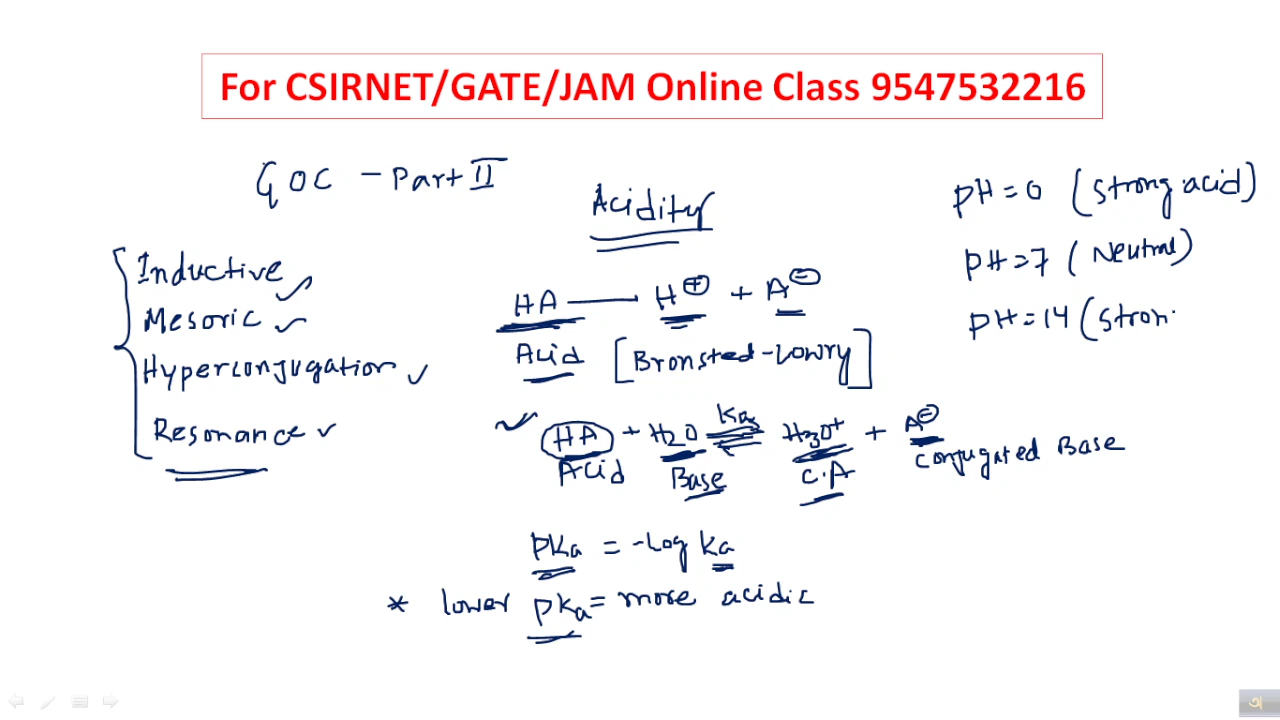 For CSIRNET/GATE/JAM Online Class 9547532216
GOC - Part II
Acidity
Inductive ✓
Mesoric ✓
Hyperconjugation ✓
Resonance ✓
HA — H⊕ + A⊖
Acid [Bronsted-Lowry]
✓ HA + H2O Ka ⇌ H3O+ + A⊖
Acid Base C.A Conjugated Base
pKa = -log Ka
* lower pKa = more acidic
pH = 0 (Strong acid)
pH = 7 (Neutral)
pH = 14 (Stron
অ